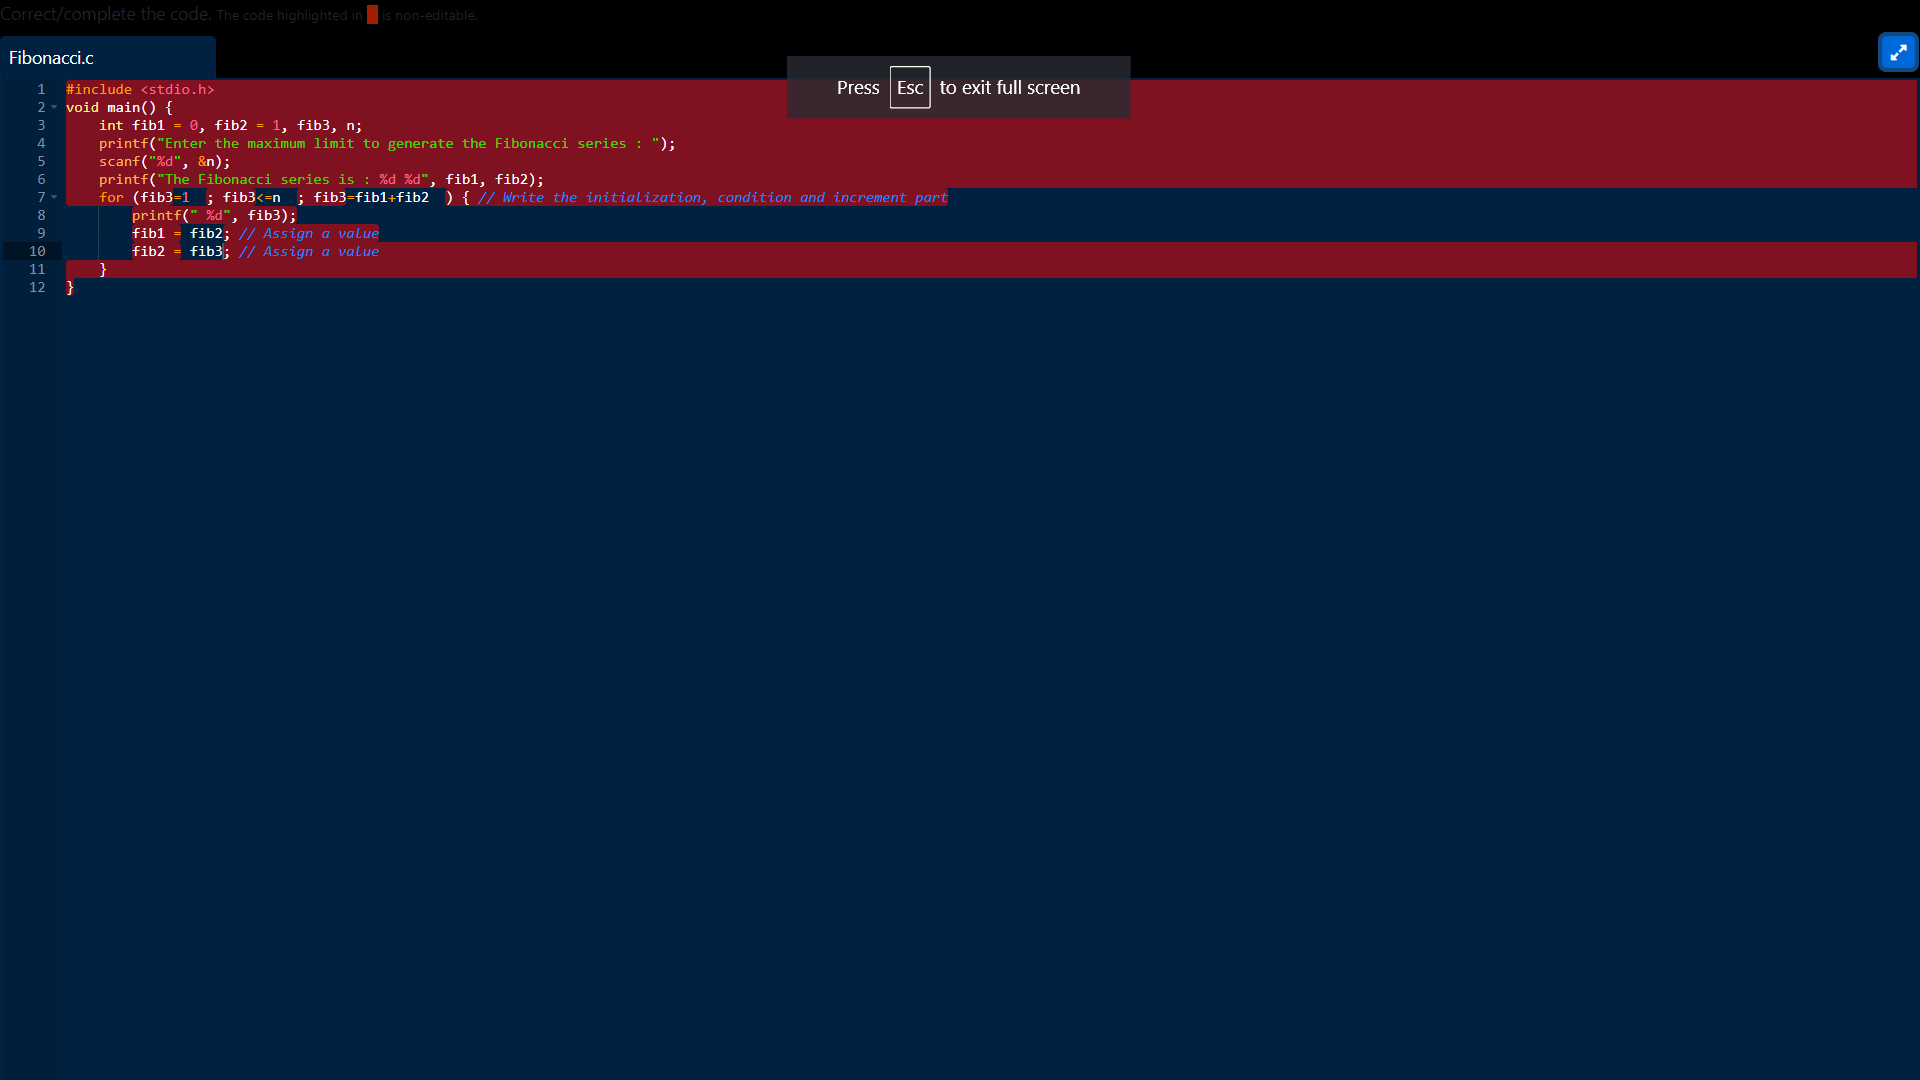 Correct/complete the code. The code highlighted in is non-editable.
Fibonacci.c
Press Esc to exit full screen
1 #include <stdio.h>
2 void main() {
3 int fib1 = 0, fib2 = 1, fib3, n;
4 printf("Enter the maximum limit to generate the Fibonacci series : ");
5 scanf("%d", &n);
6 printf("The Fibonacci series is : %d %d", fib1, fib2);
7 for (fib3=1 ; fib3<=n ; fib3=fib1+fib2 ) { // Write the initialization, condition and increment part
8 printf(" %d", fib3);
9 fib1 = fib2; // Assign a value
10 fib2 = fib3; // Assign a value
11 }
12 }